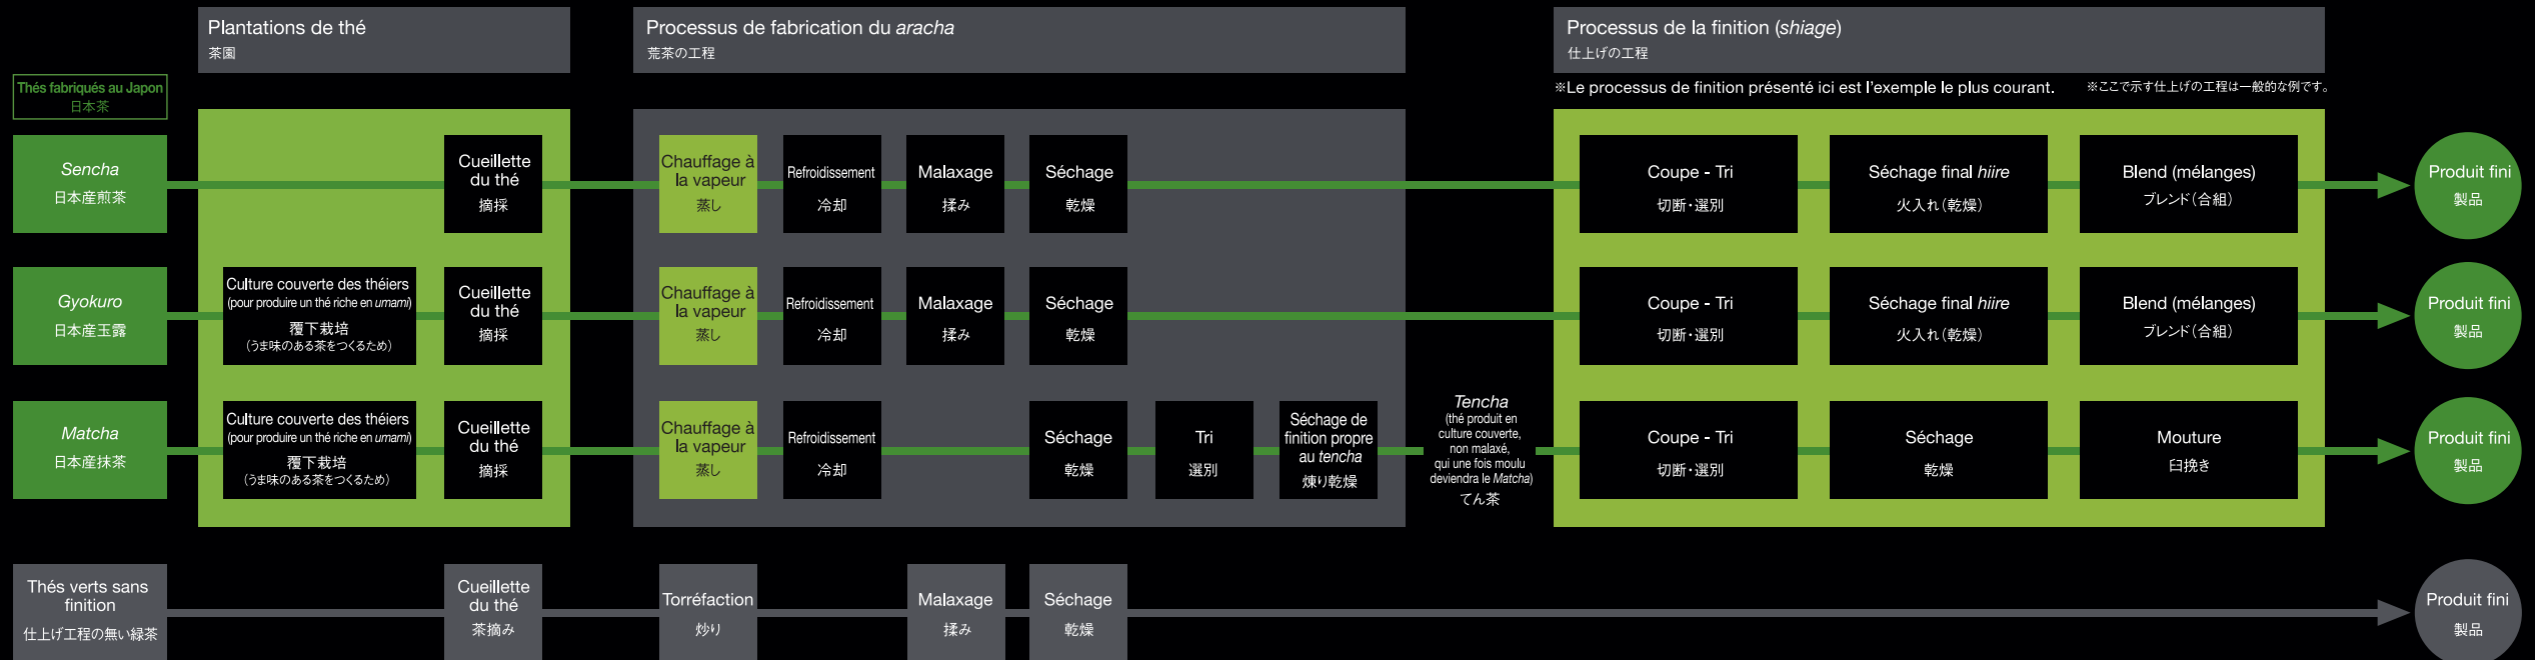 Plantations de thé
茶園
Processus de fabrication du aracha
荒茶の工程
Processus de la finition (shiage)
仕上げの工程
※Le processus de finition présenté ici est l'exemple le plus courant.
※ここで示す仕上げの工程は一般的な例です。
Thés fabriqués au Japon
日本茶
Sencha
日本産煎茶
Cueillette
du thé
摘採
Chauffage à
la vapeur
蒸し
Refroidissement
冷却
Malaxage
揉み
Séchage
乾燥
Coupe - Tri
切断・選別
Séchage final hiire
火入れ(乾燥)
Blend (mélanges)
ブレンド(合組)
Produit fini
製品
Gyokuro
日本産玉露
Culture couverte des théiers
(pour produire un thé riche en umami)
覆下栽培
(うま味のある茶をつくるため)
Cueillette
du thé
摘採
Chauffage à
la vapeur
蒸し
Refroidissement
冷却
Malaxage
揉み
Séchage
乾燥
Coupe - Tri
切断・選別
Séchage final hiire
火入れ(乾燥)
Blend (mélanges)
ブレンド(合組)
Produit fini
製品
Matcha
日本産抹茶
Culture couverte des théiers
(pour produire un thé riche en umami)
覆下栽培
(うま味のある茶をつくるため)
Cueillette
du thé
摘採
Chauffage à
la vapeur
蒸し
Refroidissement
冷却
Séchage
乾燥
Tri
選別
Séchage de
finition propre
au tencha
煉り乾燥
Tencha
(thé produit en
culture couverte,
non malaxé,
qui une fois moulu
deviendra le Matcha)
てん茶
Coupe - Tri
切断・選別
Séchage
乾燥
Mouture
臼挽き
Produit fini
製品
Thés verts sans
finition
仕上げ工程の無い緑茶
Cueillette
du thé
茶摘み
Torréfaction
炒り
Malaxage
揉み
Séchage
乾燥
Produit fini
製品